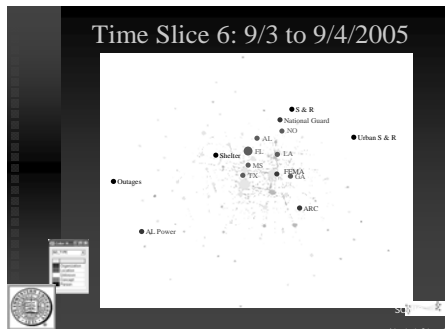 Time Slice 6: 9/3 to 9/4/2005
S & R
National Guard
NO
Urban S & R
AL
FL
LA
Shelter
MS
FEMA
TX
GA
Outages
ARC
AL Power